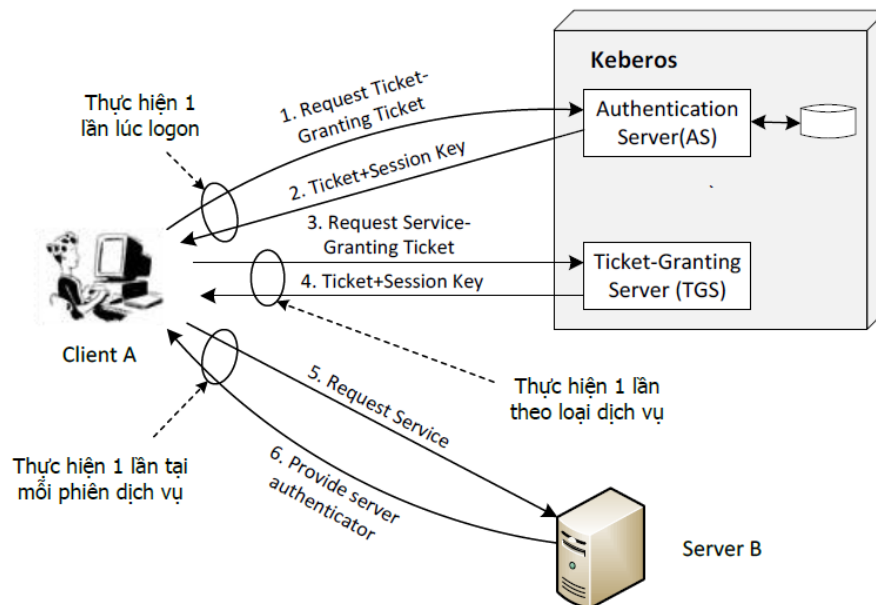 Keberos
Thực hiện 1
lần lúc logon
1. Request Ticket-
Granting Ticket
Authentication
Server(AS)
2. Ticket+Session Key
3. Request Service-
Granting Ticket
4. Ticket+Session Key
Ticket-Granting
Server (TGS)
Client A
5. Request Service
Thực hiện 1 lần
theo loại dịch vụ
Thực hiện 1 lần tại
mỗi phiên dịch vụ
6. Provide server
authenticator
Server B